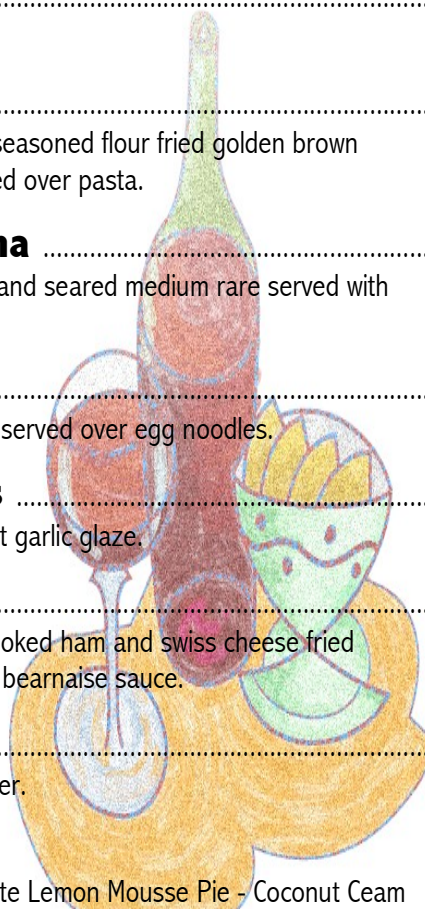 seasoned flour fried golden brown
ed over pasta.
na
and seared medium rare served with
served over egg noodles.
s
t garlic glaze.
oked ham and swiss cheese fried
bearnaise sauce.
er.
te Lemon Mousse Pie - Coconut Ceam